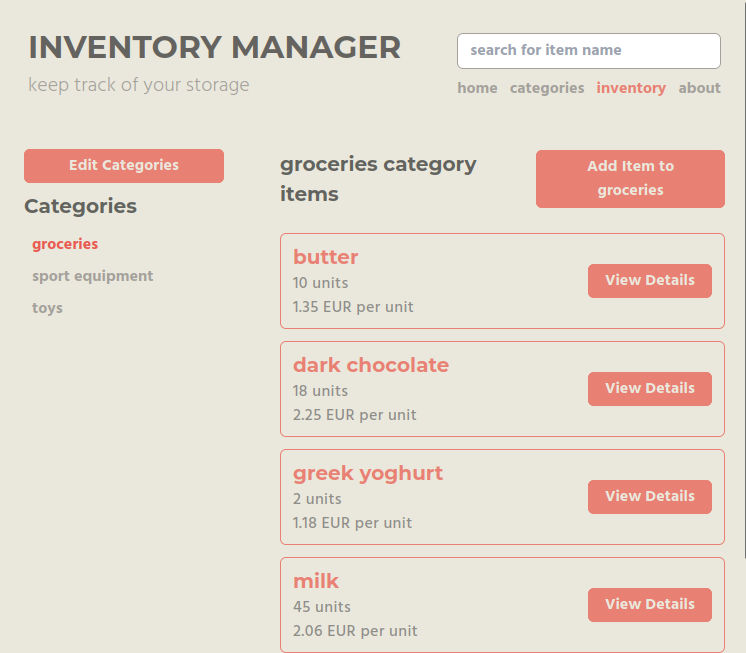 INVENTORY MANAGER
keep track of your storage
search for item name
home categories inventory about
Edit Categories
Categories
groceries
sport equipment
toys
groceries category
items
Add Item to
groceries
butter
10 units
1.35 EUR per unit
View Details
dark chocolate
18 units
2.25 EUR per unit
View Details
greek yoghurt
2 units
1.18 EUR per unit
View Details
milk
45 units
2.06 EUR per unit
View Details